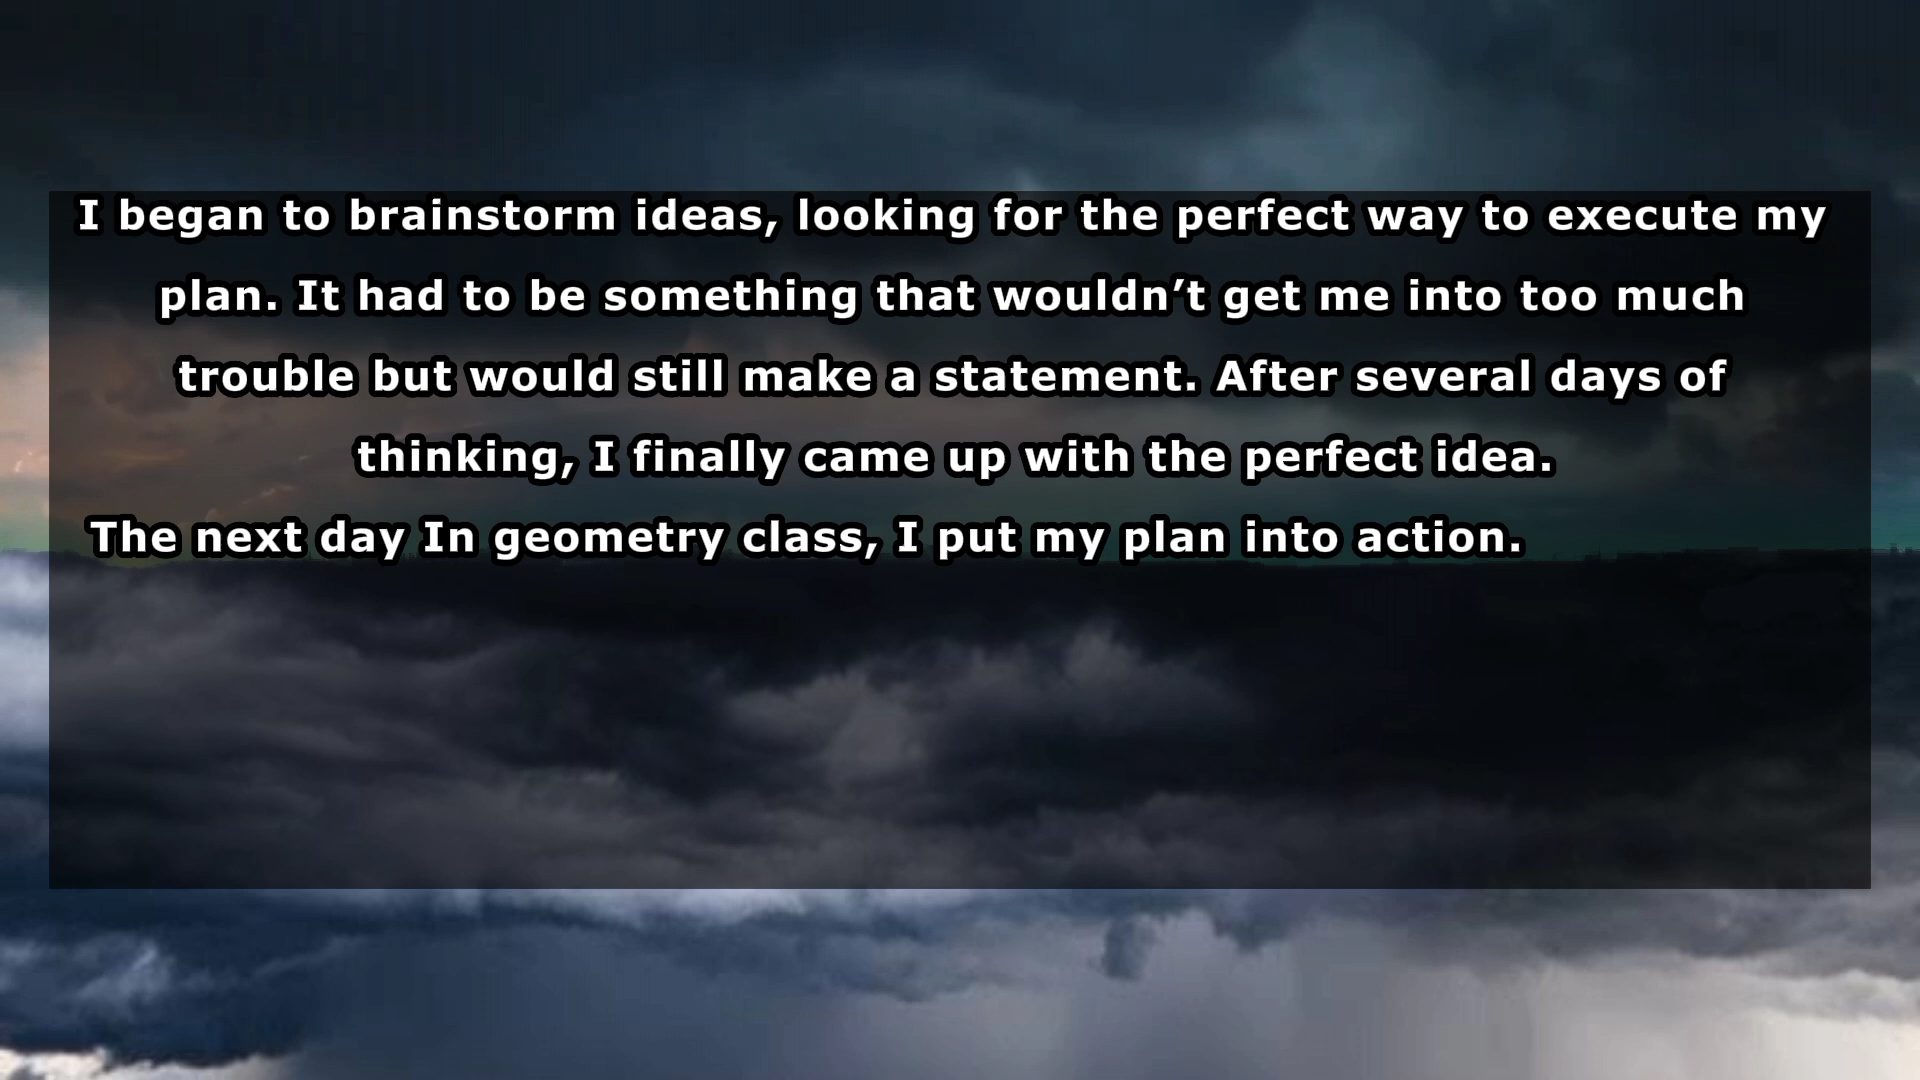 I began to brainstorm ideas, looking for the perfect way to execute my
plan. It had to be something that wouldn’t get me into too much
trouble but would still make a statement. After several days of
thinking, I finally came up with the perfect idea.
The next day In geometry class, I put my plan into action.